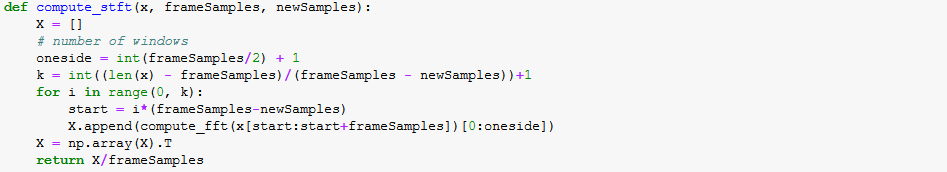 def compute_stft(x, frameSamples, newSamples):
    X = []
    # number of windows
    oneside = int(frameSamples/2) + 1
    k = int((len(x) - frameSamples)/(frameSamples - newSamples))+1
    for i in range(0, k):
        start = i*(frameSamples-newSamples)
        X.append(compute_fft(x[start:start+frameSamples])[0:oneside])
    X = np.array(X).T
    return X/frameSamples